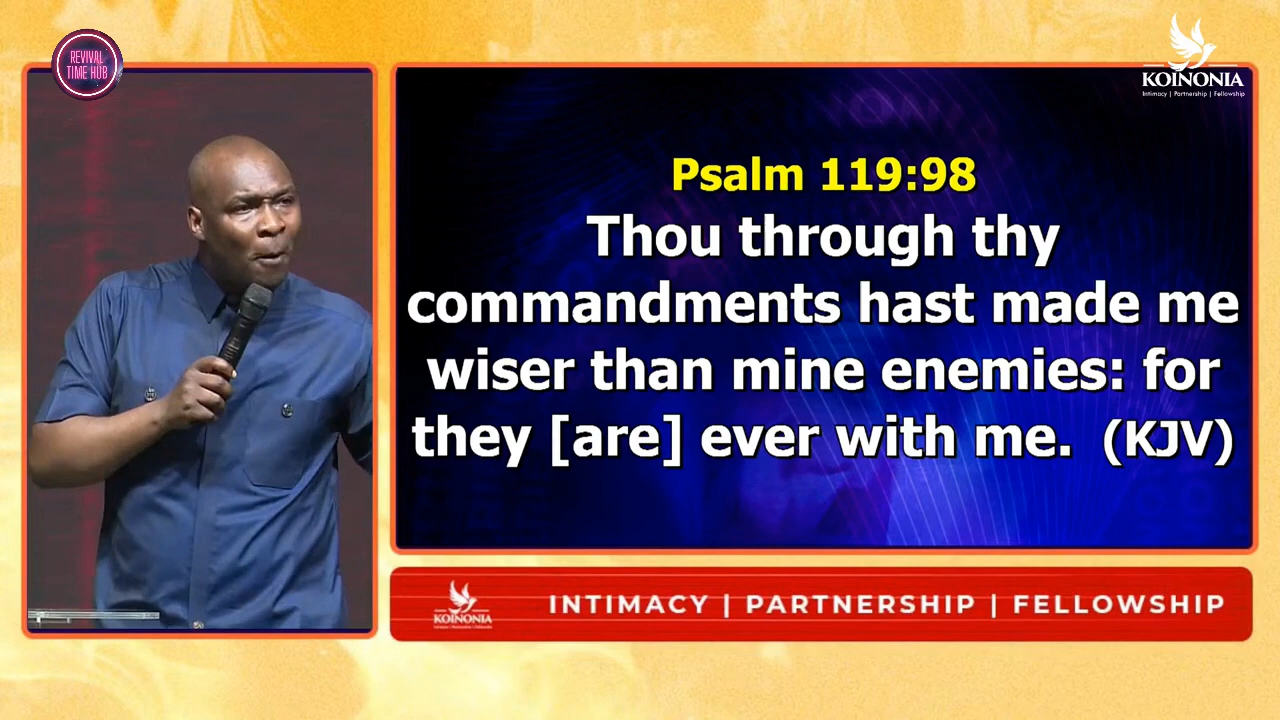 REVIVAL
TIME HUB
KOINONIA
Intimacy | Partnership | Fellowship
Psalm 119:98
Thou through thy
commandments hast made me
wiser than mine enemies: for
they [are] ever with me. (KJV)
KOINONIA
INTIMACY | PARTNERSHIP | FELLOWSHIP